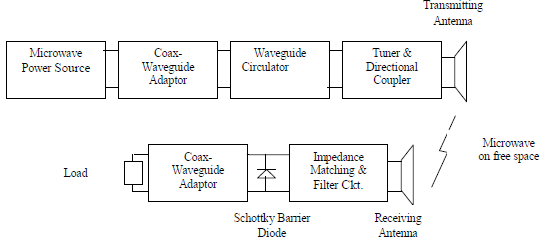 Transmitting
Antenna
Microwave
Power Source
Coax-
Waveguide
Adaptor
Waveguide
Circulator
Tuner &
Directional
Coupler
Microwave
on free space
Load
Coax-
Waveguide
Adaptor
Impedance
Matching &
Filter Ckt.
Schottky Barrier
Diode
Receiving
Antenna